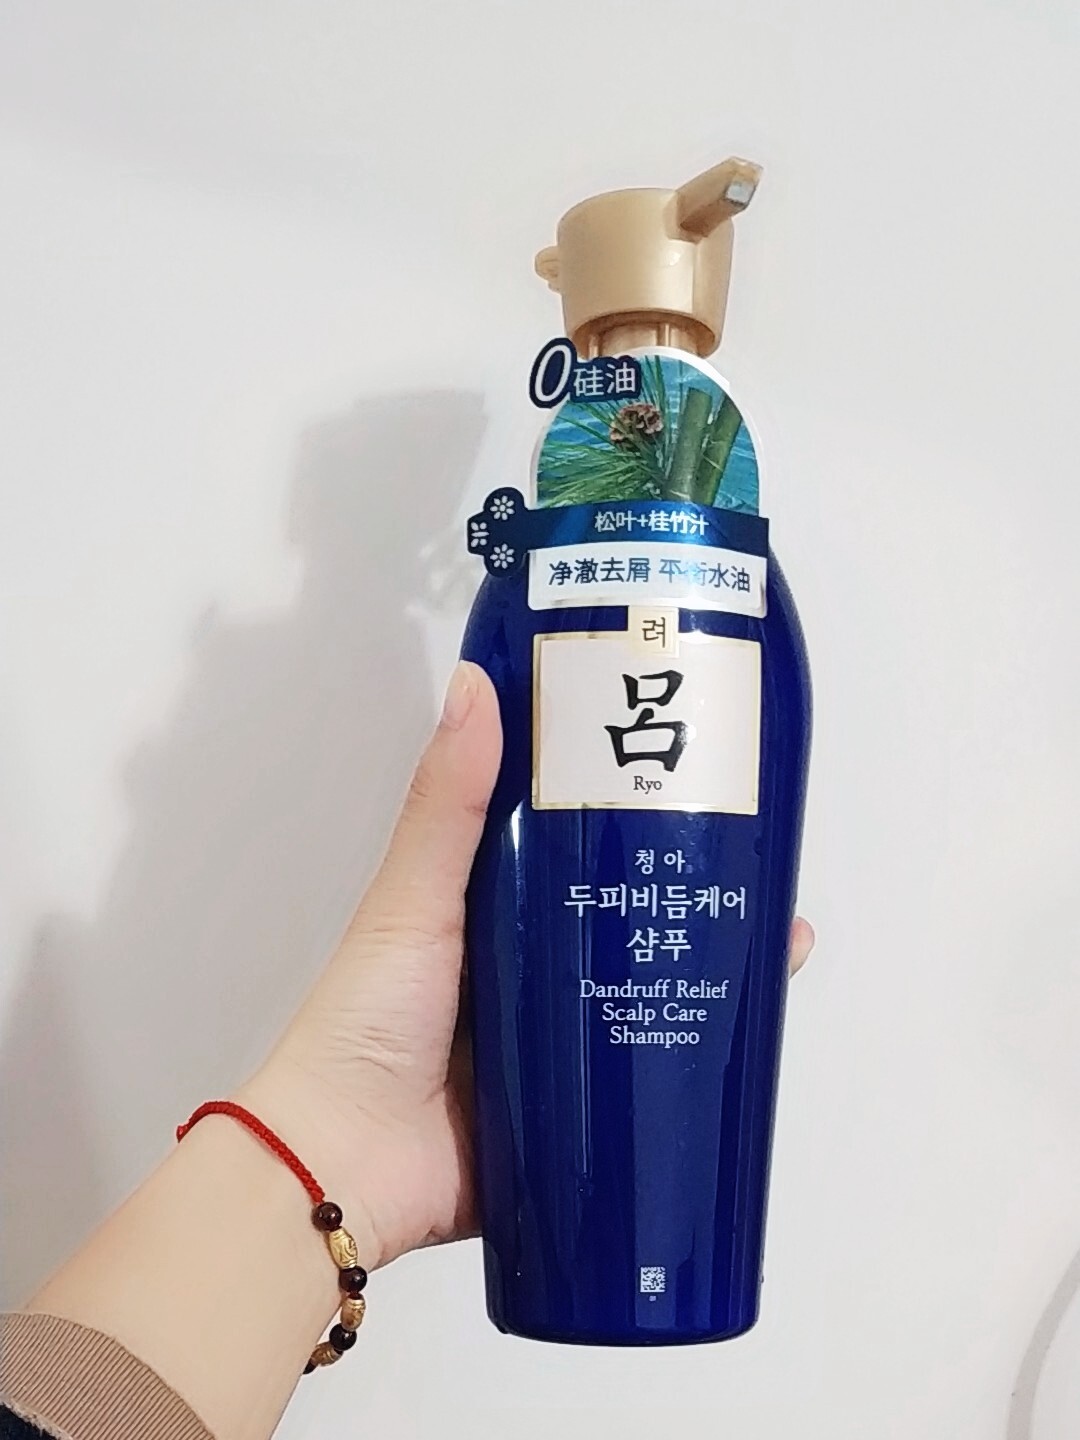 0硅油
松叶+桂竹汁
净澈去屑 平衡水油
려
呂
Ryo
청아
두피비듬케어
샴푸
Dandruff Relief
Scalp Care
Shampoo